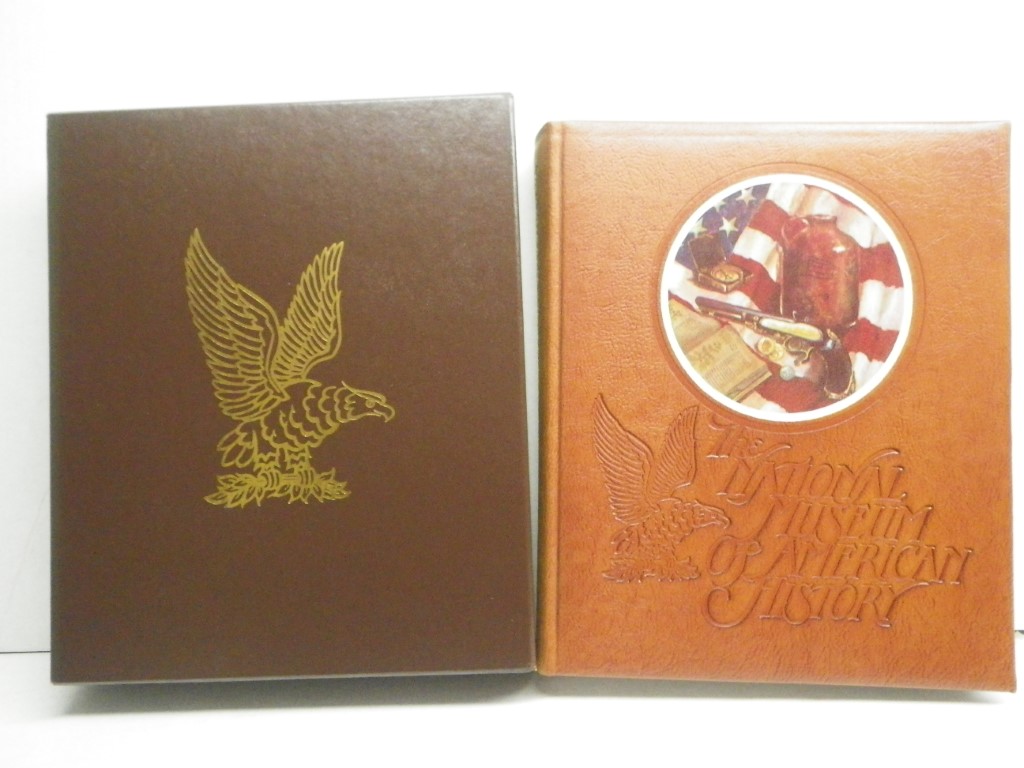 The
National
Museum
of American
History